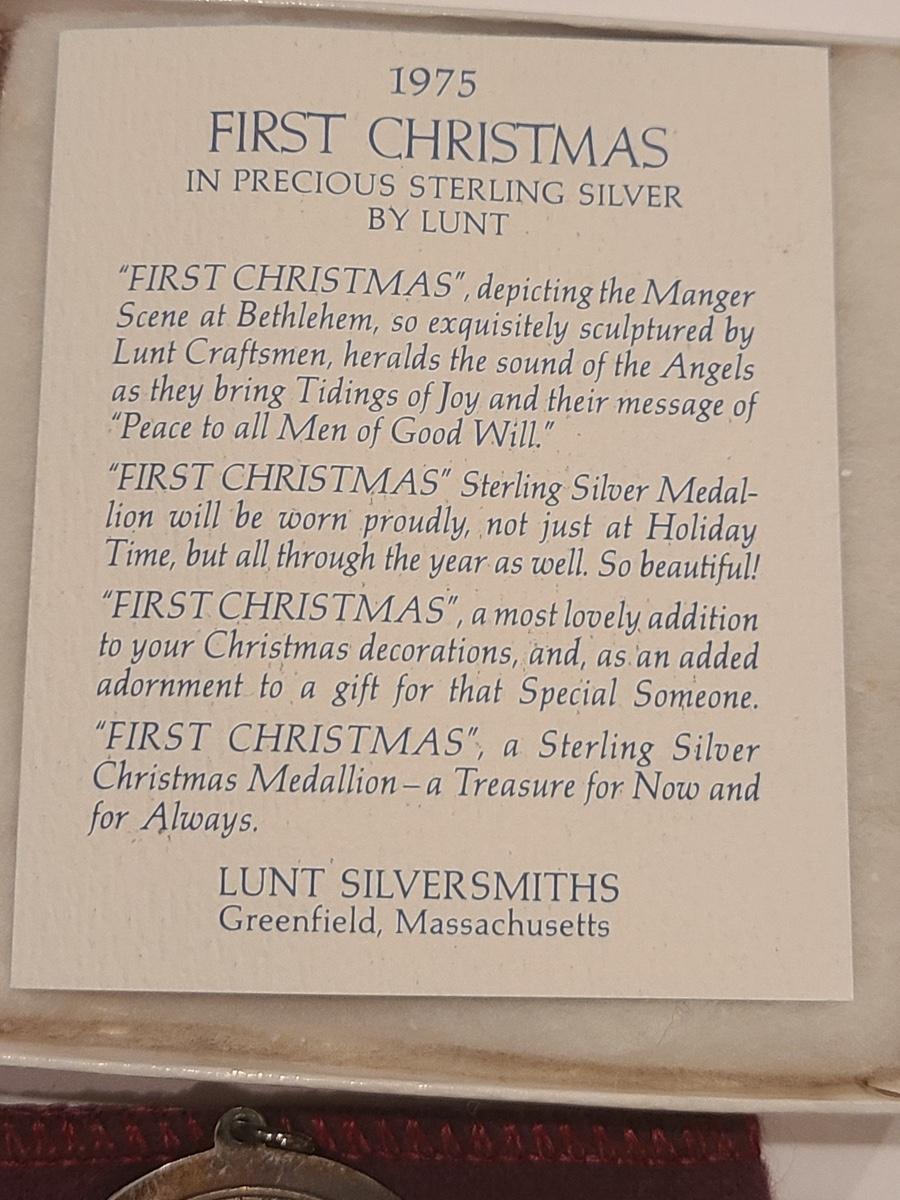 1975
FIRST CHRISTMAS
IN PRECIOUS STERLING SILVER
BY LUNT
"FIRST CHRISTMAS", depicting the Manger
Scene at Bethlehem, so exquisitely sculptured by
Lunt Craftsmen, heralds the sound of the Angels
as they bring Tidings of Joy and their message of
"Peace to all Men of Good Will."
"FIRST CHRISTMAS" Sterling Silver Medal-
lion will be worn proudly, not just at Holiday
Time, but all through the year as well. So beautiful!
"FIRST CHRISTMAS", a most lovely addition
to your Christmas decorations, and, as an added
adornment to a gift for that Special Someone.
"FIRST CHRISTMAS", a Sterling Silver
Christmas Medallion – a Treasure for Now and
for Always.
LUNT SILVERSMITHS
Greenfield, Massachusetts